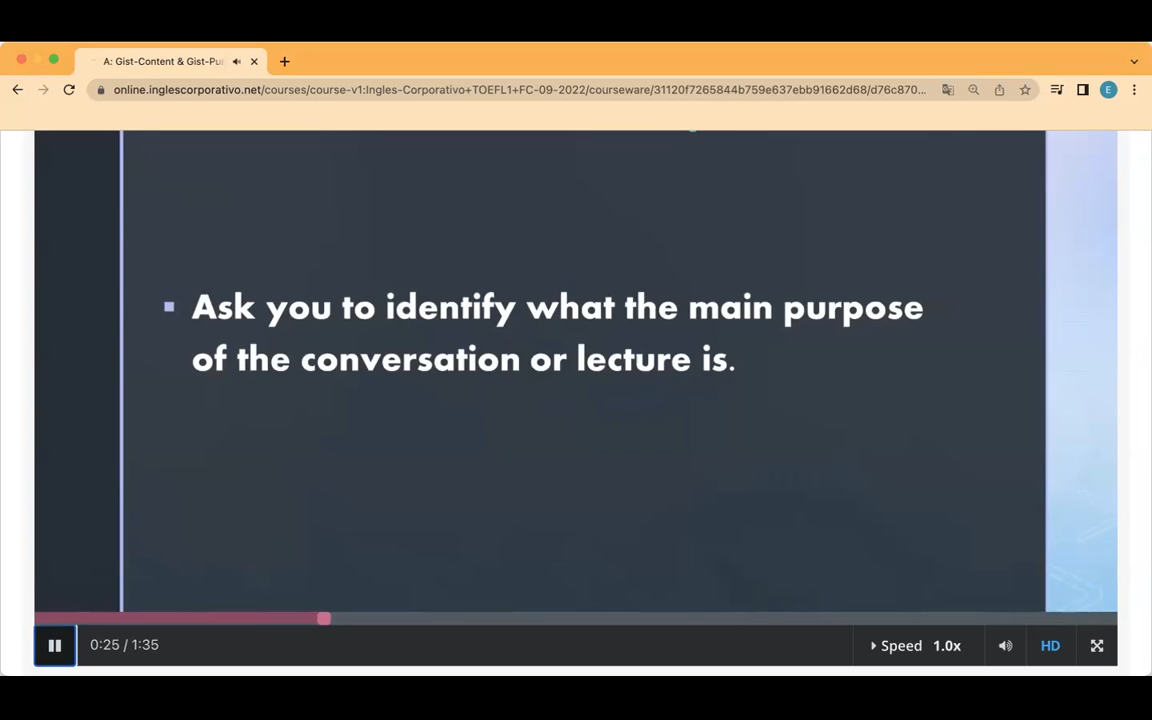 A: Gist-Content & Gist-Pu
online.inglescorporativo.net/courses/course-v1:Ingles-Corporativo+TOEFL1+FC-09-2022/courseware/31120f7265844b759e637ebb91662d68/d76c870...
E
▪ Ask you to identify what the main purpose
of the conversation or lecture is.
0:25 / 1:35
Speed 1.0x
HD